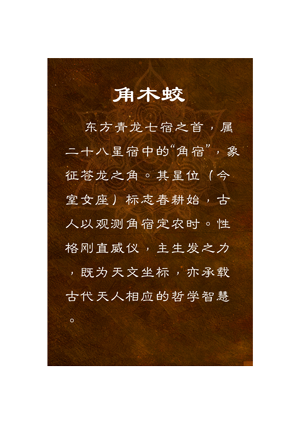 角木蛟
东方青龙七宿之首，属
二十八星宿中的“角宿”，象
征苍龙之角。其星位（今
室女座）标志春耕始，古
人以观测角宿定农时。性
格刚直威仪，主生发之力
，既为天文坐标，亦承载
古代天人相应的哲学智慧
。